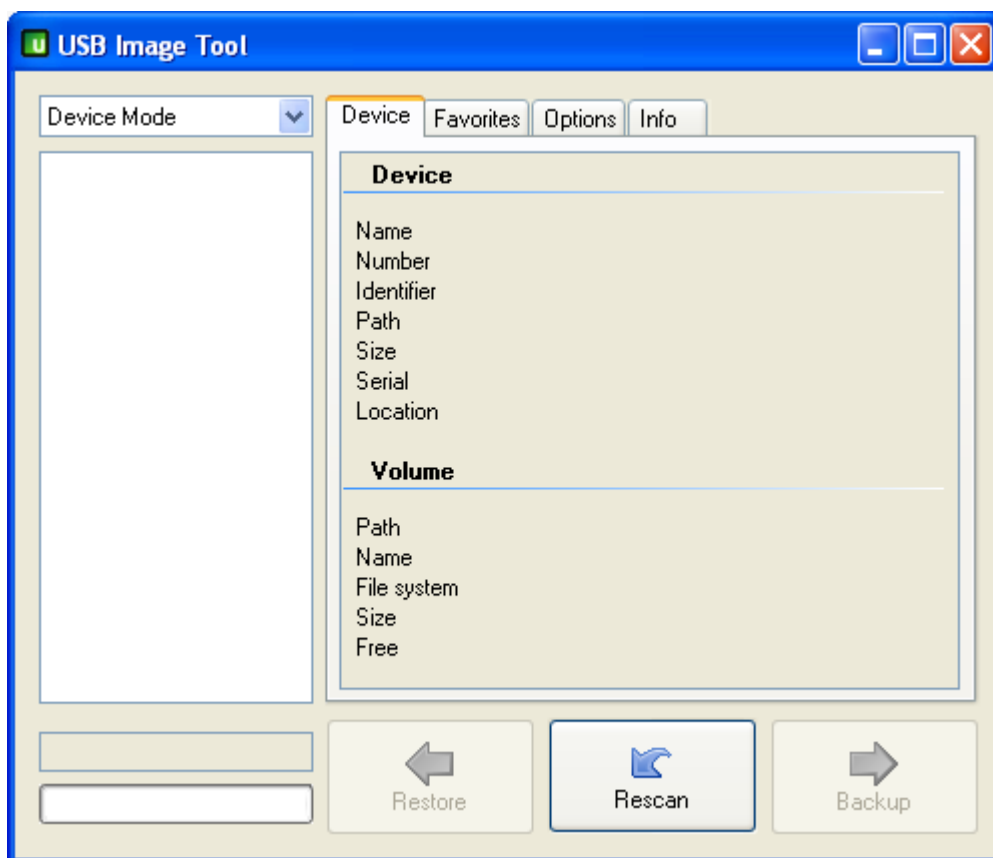 u USB Image Tool
Device Mode
Device Favorites Options Info
Device
Name
Number
Identifier
Path
Size
Serial
Location
Volume
Path
Name
File system
Size
Free
Restore Rescan Backup